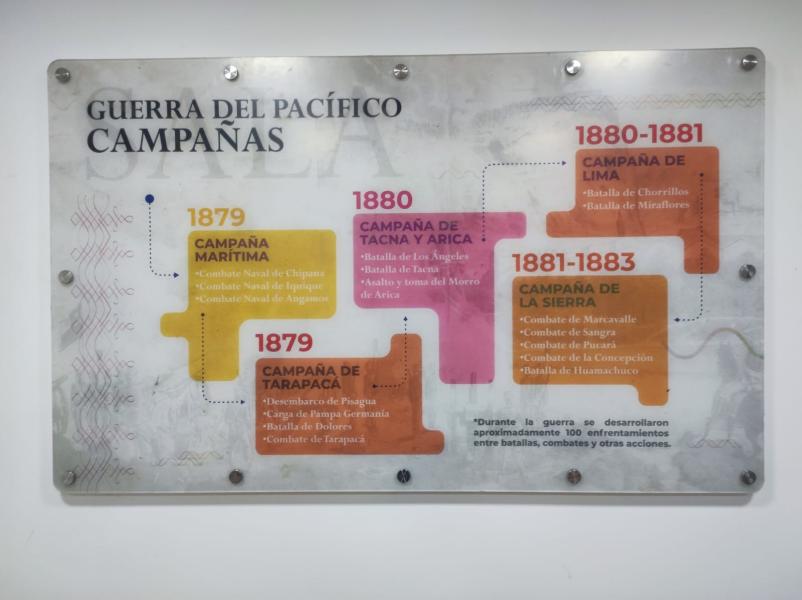 SALA
GUERRA DEL PACÍFICO
CAMPAÑAS
1879
CAMPAÑA
MARÍTIMA
•Combate Naval de Chipana
•Combate Naval de Iquique
•Combate Naval de Angamos
1879
CAMPAÑA DE
TARAPACÁ
•Desembarco de Pisagua
•Carga de Pampa Germanía
•Batalla de Dolores
•Combate de Tarapacá
1880
CAMPAÑA DE
TACNA Y ARICA
•Batalla de Los Ángeles
•Batalla de Tacna
•Asalto y toma del Morro
de Arica
1880-1881
CAMPAÑA DE
LIMA
•Batalla de Chorrillos
•Batalla de Miraflores
1881-1883
CAMPAÑA DE
LA SIERRA
•Combate de Marcavalle
•Combate de Sangra
•Combate de Pucará
•Combate de la Concepción
•Batalla de Huamachuco
*Durante la guerra se desarrollaron
aproximadamente 100 enfrentamientos
entre batallas, combates y otras acciones.